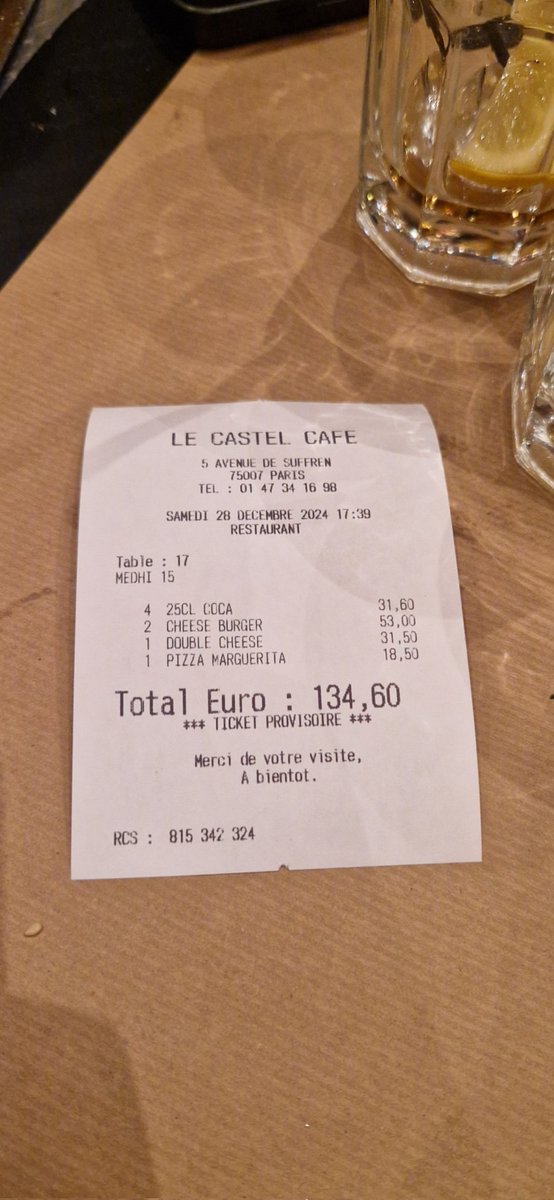 LE CASTEL CAFE
5 AVENUE DE SUFFREN
75007 PARIS
TEL : 01 47 34 16 98
SAMEDI 28 DECEMBRE 2024 17:39
RESTAURANT
Table : 17
MEDHI 15
4 25CL COCA 31,60
2 CHEESE BURGER 53,00
1 DOUBLE CHEESE 31,50
1 PIZZA MARGUERITA 18,50
Total Euro : 134,60
*** TICKET PROVISOIRE ***
Merci de votre visite,
A bientot.
RCS : 815 342 324